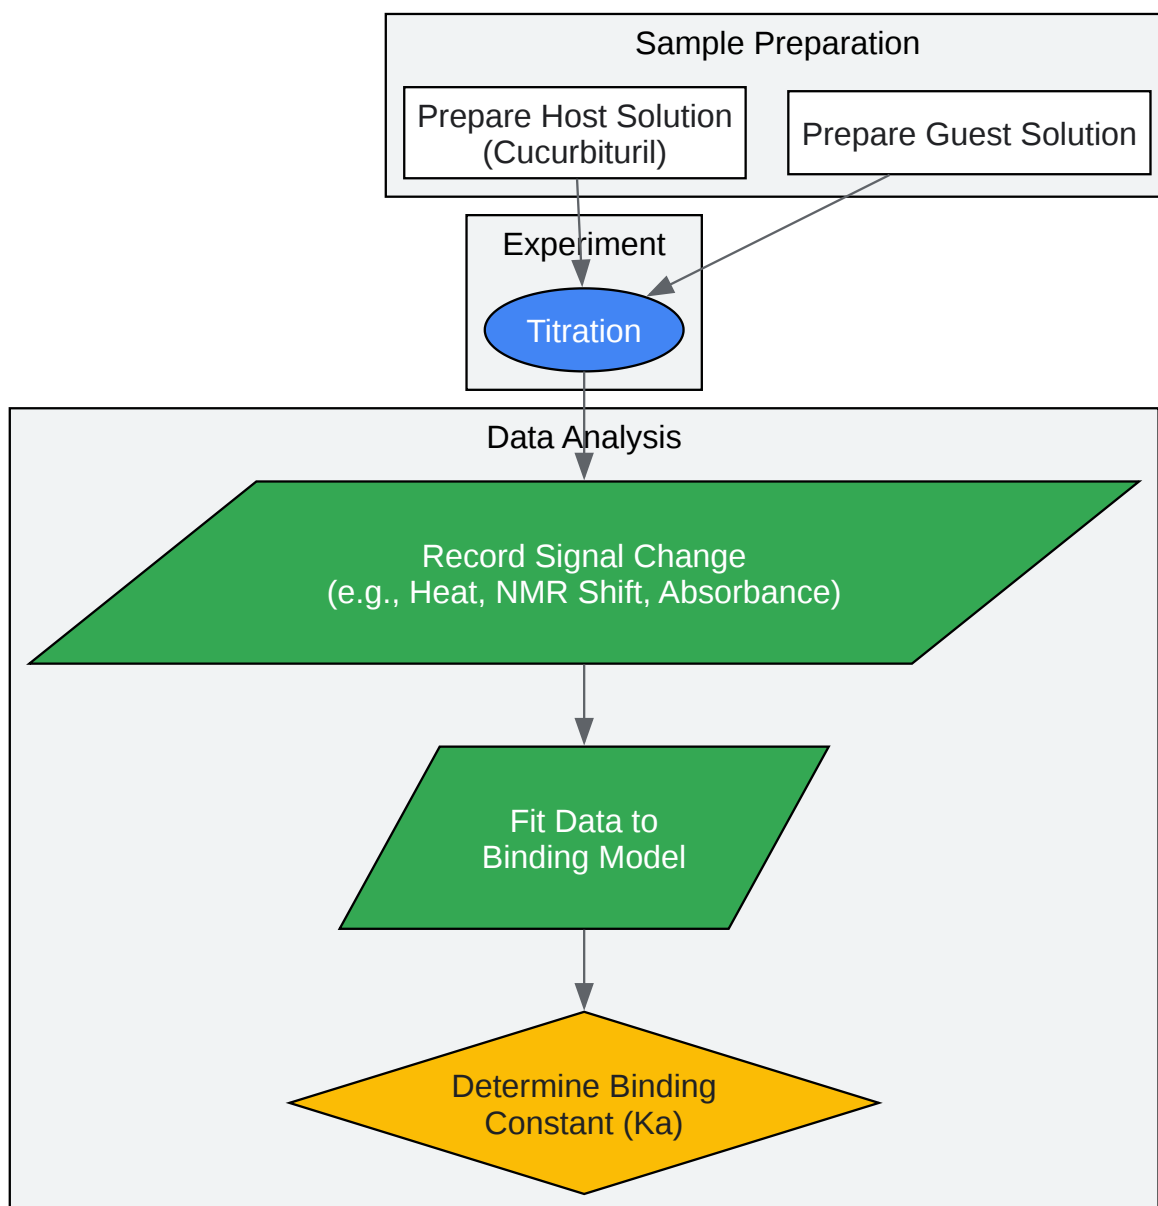 Sample Preparation
Prepare Host Solution
(Cucurbituril)
Prepare Guest Solution
Experiment
Titration
Data Analysis
Record Signal Change
(e.g., Heat, NMR Shift, Absorbance)
Fit Data to
Binding Model
Determine Binding
Constant (Ka)